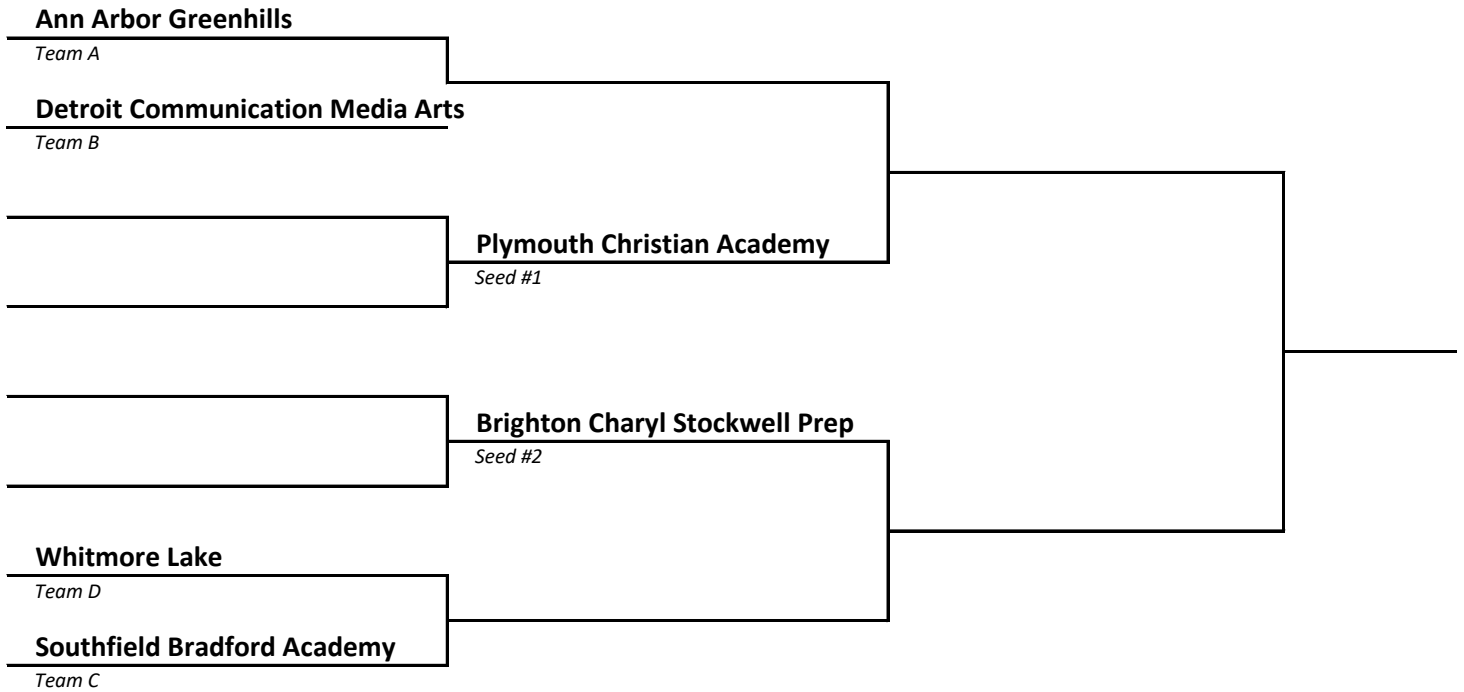 Ann Arbor Greenhills
Team A
Detroit Communication Media Arts
Team B
Plymouth Christian Academy
Seed #1
Brighton Charyl Stockwell Prep
Seed #2
Whitmore Lake
Team D
Southfield Bradford Academy
Team C